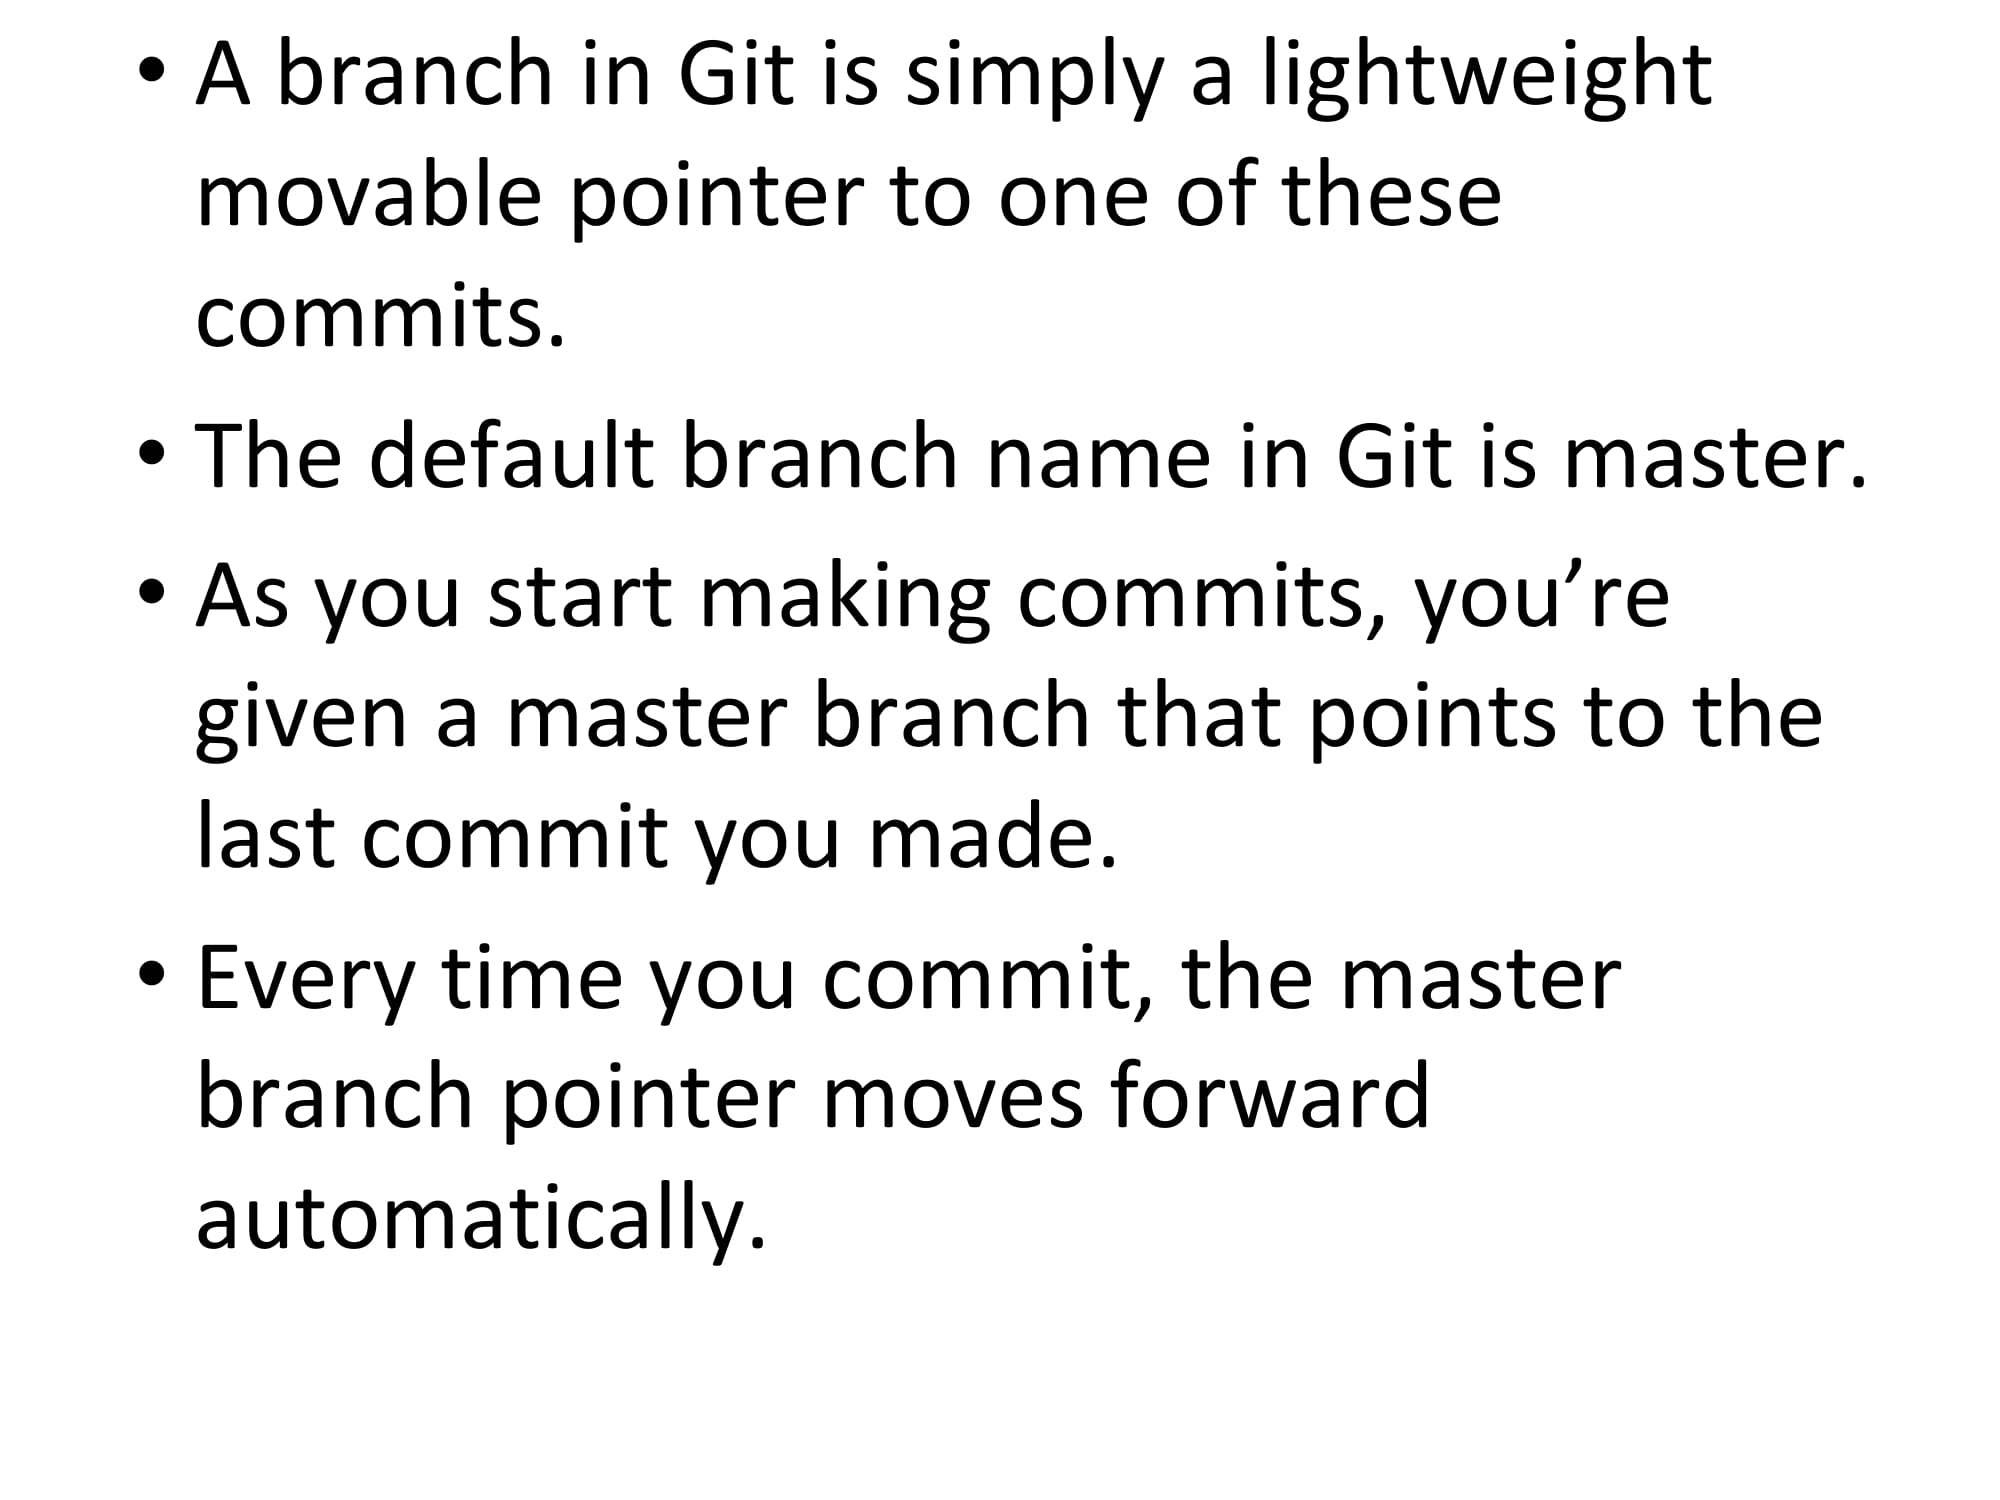 • A branch in Git is simply a lightweight
movable pointer to one of these
commits.
• The default branch name in Git is master.
• As you start making commits, you’re
given a master branch that points to the
last commit you made.
• Every time you commit, the master
branch pointer moves forward
automatically.